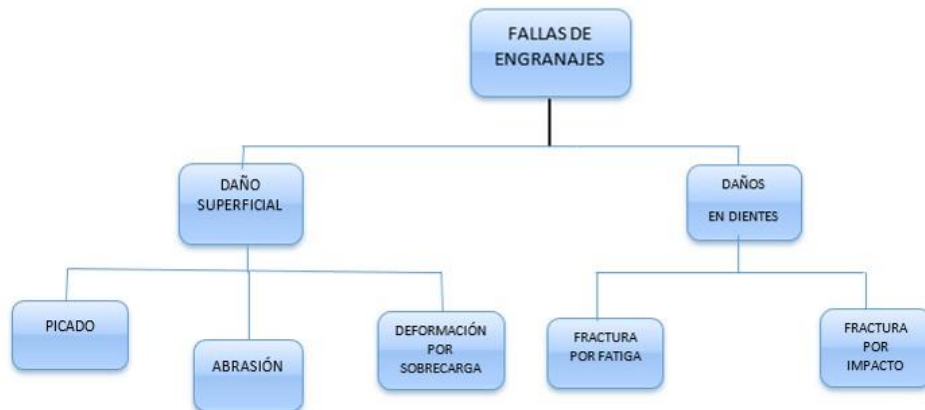 FALLAS DE
ENGRANAJES
DAÑO
SUPERFICIAL
DAÑOS
EN DIENTES
PICADO
ABRASIÓN
DEFORMACIÓN
POR
SOBRECARGA
FRACTURA
POR FATIGA
FRACTURA
POR
IMPACTO